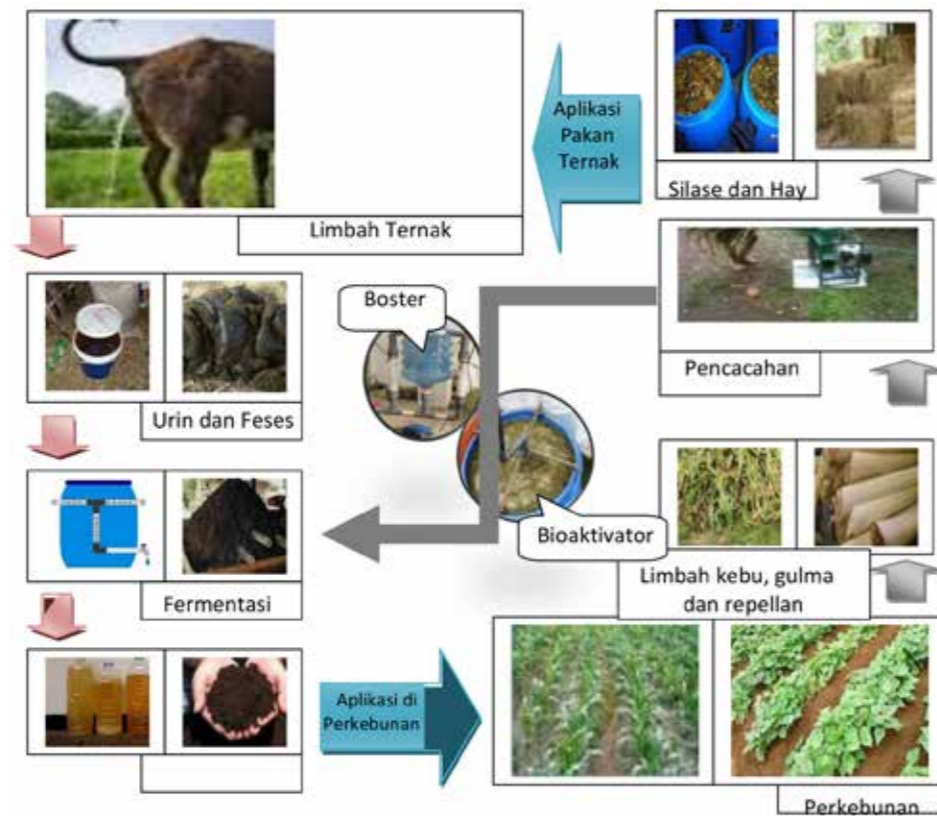 Aplikasi
Pakan
Ternak
Silase dan Hay
Limbah Ternak
Boster
Pencacahan
Urin dan Feses
Bioaktivator
Limbah kebu, gulma
dan repellan
Fermentasi
Aplikasi di
Perkebunan
Perkebunan